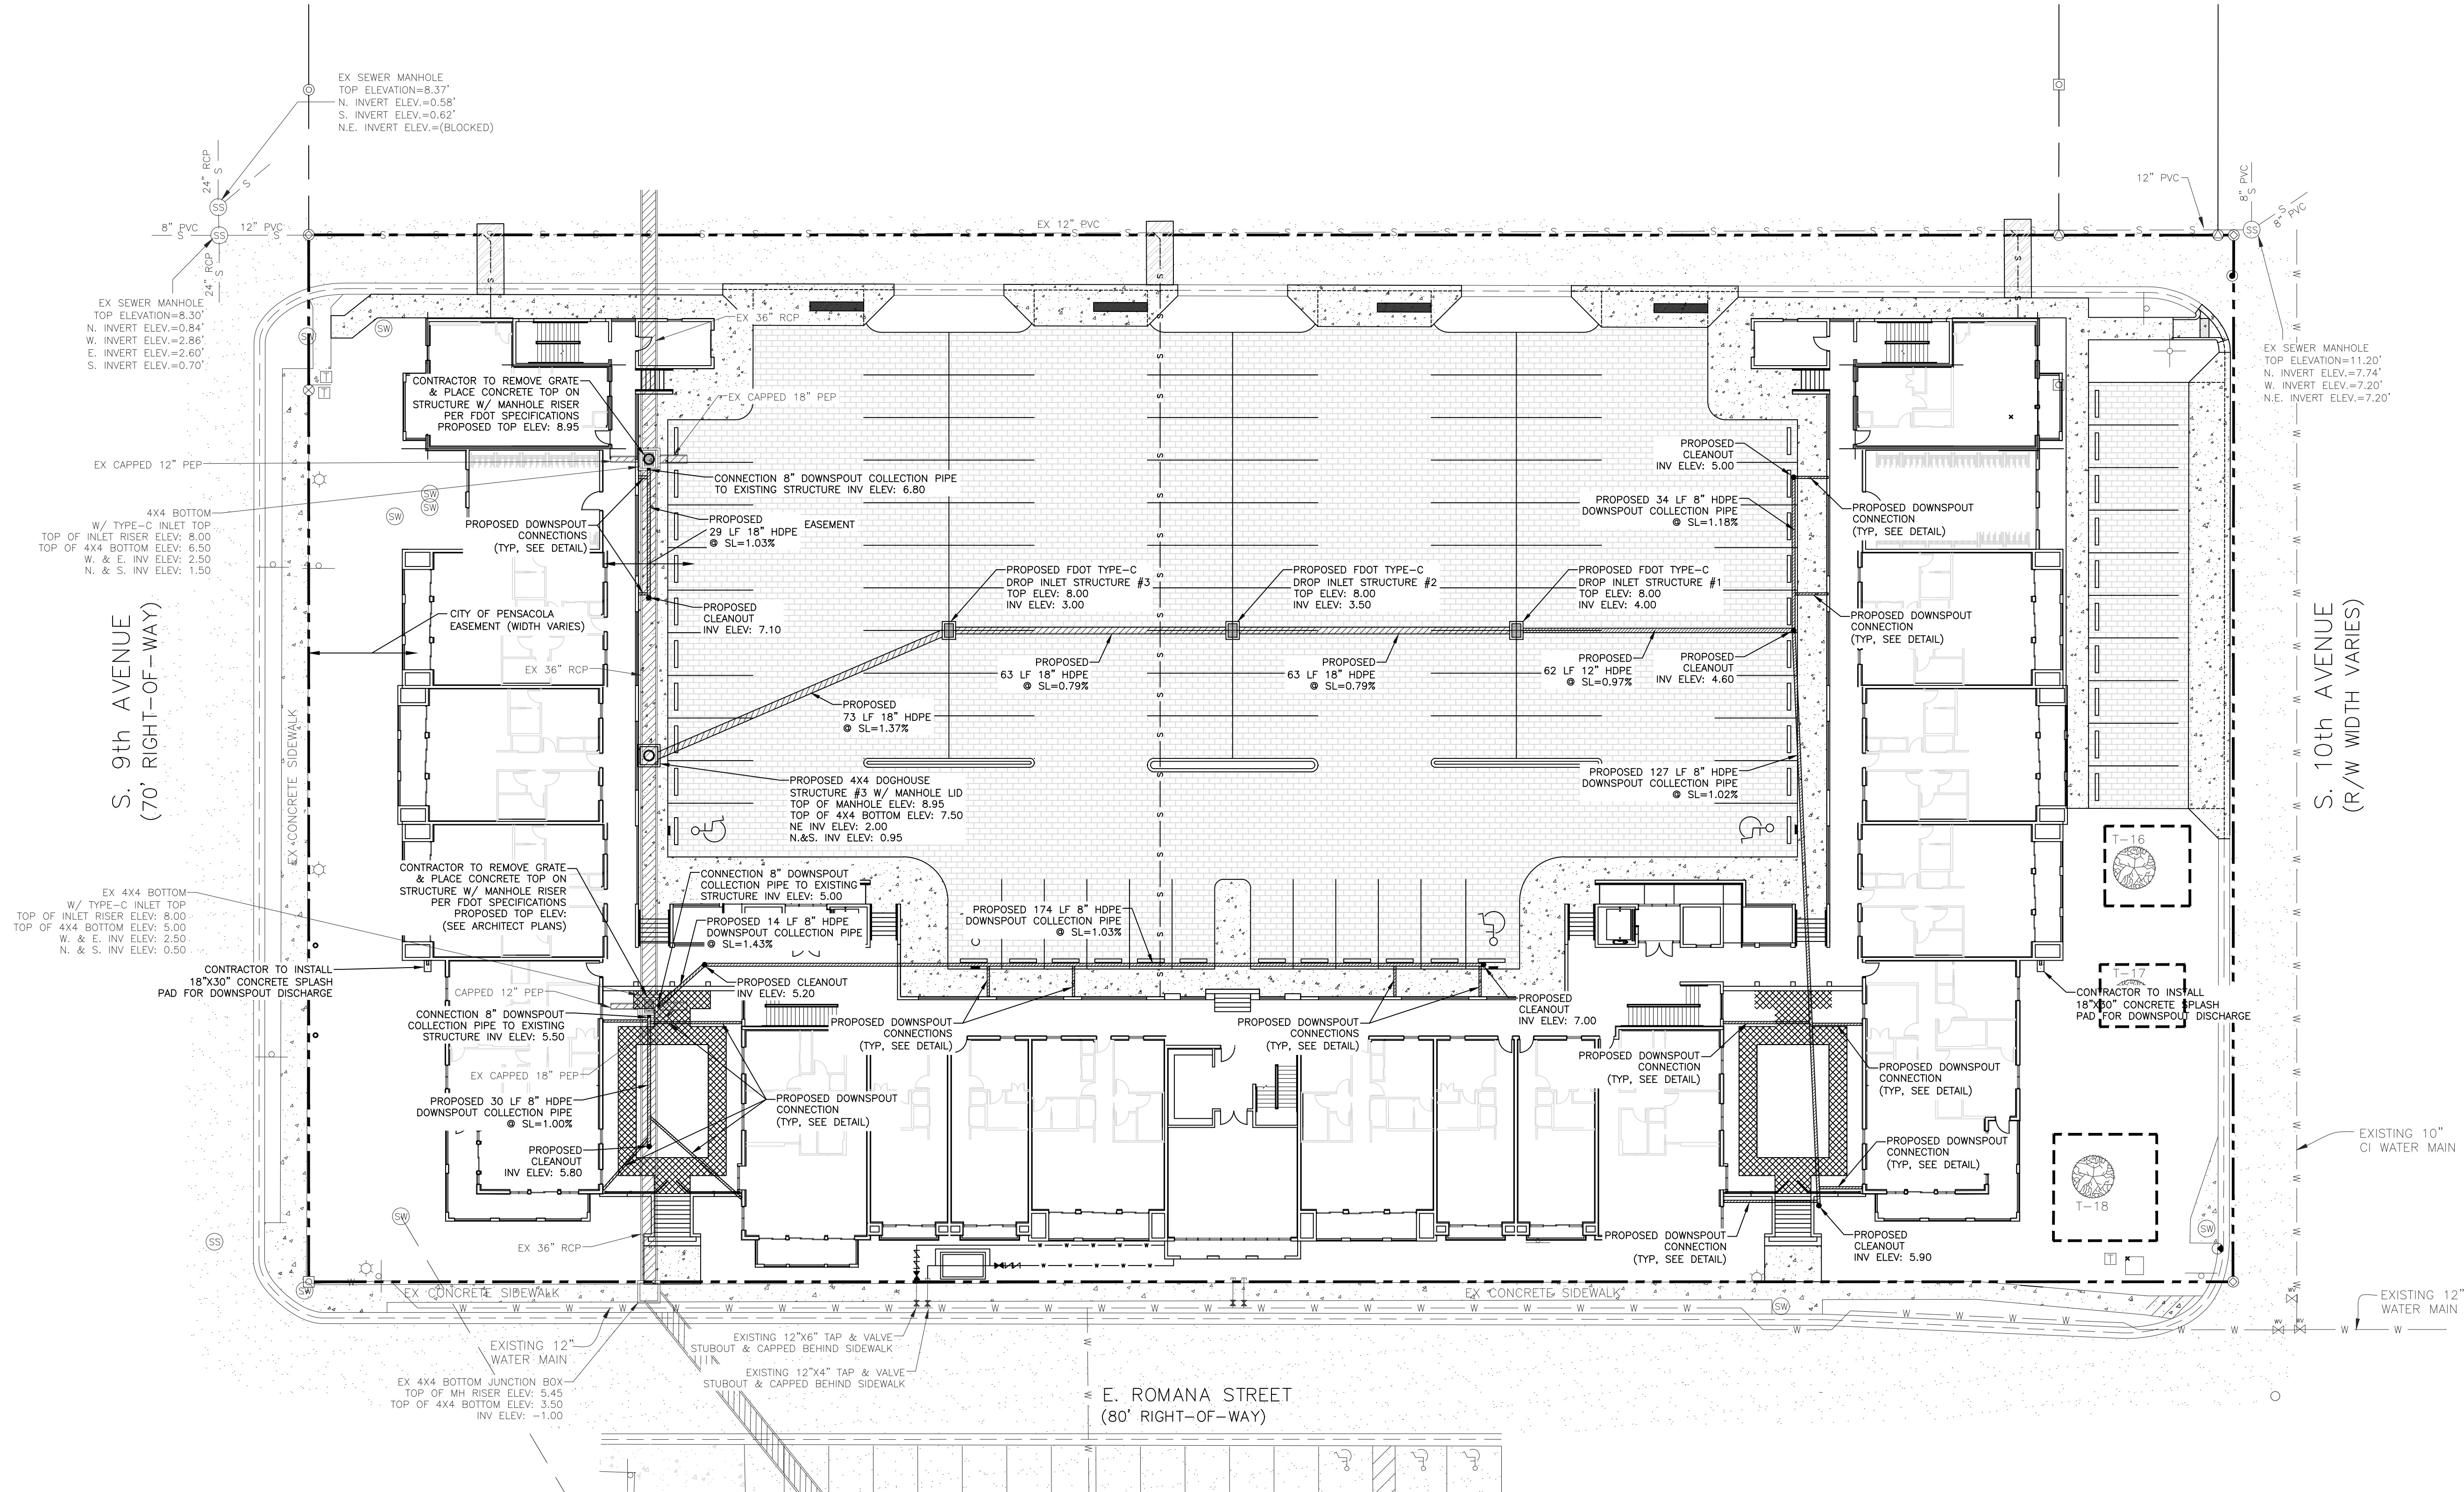 EX SEWER MANHOLE
TOP ELEVATION=8.37'
N. INVERT ELEV.=0.58'
S. INVERT ELEV.=0.62'
N.E. INVERT ELEV.=(BLOCKED)
24" RCP
S
S
SS
8" PVC
S
SS
12" PVC
S
24" RCP
S
EX SEWER MANHOLE
TOP ELEVATION=8.30'
N. INVERT ELEV.=0.84'
W. INVERT ELEV.=2.86'
E. INVERT ELEV.=2.60'
S. INVERT ELEV.=0.70'
EX 12" PVC
12" PVC
8" PVC
S
8" PVC
S
SS
EX SEWER MANHOLE
TOP ELEVATION=11.20'
N. INVERT ELEV.=7.74'
W. INVERT ELEV.=7.20'
N.E. INVERT ELEV.=7.20'
EX 36" RCP
SW
SW
T
T
CONTRACTOR TO REMOVE GRATE
& PLACE CONCRETE TOP ON
STRUCTURE W/ MANHOLE RISER
PER FDOT SPECIFICATIONS
PROPOSED TOP ELEV: 8.95
EX CAPPED 18" PEP
EX CAPPED 12" PEP
CONNECTION 8" DOWNSPOUT COLLECTION PIPE
TO EXISTING STRUCTURE INV ELEV: 6.80
SW
SW
SW
4X4 BOTTOM
W/ TYPE-C INLET TOP
TOP OF INLET RISER ELEV: 8.00
TOP OF 4X4 BOTTOM ELEV: 6.50
W. & E. INV ELEV: 2.50
N. & S. INV ELEV: 1.50
PROPOSED DOWNSPOUT
CONNECTIONS
(TYP, SEE DETAIL)
PROPOSED
29 LF 18" HDPE
@ SL=1.03%
EASEMENT
PROPOSED
CLEANOUT
INV ELEV: 5.00
PROPOSED 34 LF 8" HDPE
DOWNSPOUT COLLECTION PIPE
@ SL=1.18%
PROPOSED DOWNSPOUT
CONNECTION
(TYP, SEE DETAIL)
PROPOSED FDOT TYPE-C
DROP INLET STRUCTURE #3
TOP ELEV: 8.00
INV ELEV: 3.00
PROPOSED FDOT TYPE-C
DROP INLET STRUCTURE #2
TOP ELEV: 8.00
INV ELEV: 3.50
PROPOSED FDOT TYPE-C
DROP INLET STRUCTURE #1
TOP ELEV: 8.00
INV ELEV: 4.00
CITY OF PENSACOLA
EASEMENT (WIDTH VARIES)
PROPOSED
CLEANOUT
INV ELEV: 7.10
PROPOSED DOWNSPOUT
CONNECTION
(TYP, SEE DETAIL)
S. 9th AVENUE
(70' RIGHT-OF-WAY)
S. 10th AVENUE
(R/W WIDTH VARIES)
EX 36" RCP
PROPOSED
63 LF 18" HDPE
@ SL=0.79%
PROPOSED
63 LF 18" HDPE
@ SL=0.79%
PROPOSED
62 LF 12" HDPE
@ SL=0.97%
PROPOSED
CLEANOUT
INV ELEV: 4.60
PROPOSED
73 LF 18" HDPE
@ SL=1.37%
EX CONCRETE SIDEWALK
PROPOSED 4X4 DOGHOUSE
STRUCTURE #3 W/ MANHOLE LID
TOP OF MANHOLE ELEV: 8.95
TOP OF 4X4 BOTTOM ELEV: 7.50
NE INV ELEV: 2.00
N.&S. INV ELEV: 0.95
PROPOSED 127 LF 8" HDPE
DOWNSPOUT COLLECTION PIPE
@ SL=1.02%
T-16
CONTRACTOR TO REMOVE GRATE
& PLACE CONCRETE TOP ON
STRUCTURE W/ MANHOLE RISER
PER FDOT SPECIFICATIONS
PROPOSED TOP ELEV:
(SEE ARCHITECT PLANS)
CONNECTION 8" DOWNSPOUT
COLLECTION PIPE TO EXISTING
STRUCTURE INV ELEV: 5.00
PROPOSED 14 LF 8" HDPE
DOWNSPOUT COLLECTION PIPE
@ SL=1.43%
PROPOSED 174 LF 8" HDPE
DOWNSPOUT COLLECTION PIPE
@ SL=1.03%
EX 4X4 BOTTOM
W/ TYPE-C INLET TOP
TOP OF INLET RISER ELEV: 8.00
TOP OF 4X4 BOTTOM ELEV: 5.00
W. & E. INV ELEV: 2.50
N. & S. INV ELEV: 0.50
CONTRACTOR TO INSTALL
18"X30" CONCRETE SPLASH
PAD FOR DOWNSPOUT DISCHARGE
CAPPED 12" PEP
PROPOSED CLEANOUT
INV ELEV: 5.20
T-17
CONTRACTOR TO INSTALL
18"X30" CONCRETE SPLASH
PAD FOR DOWNSPOUT DISCHARGE
CONNECTION 8" DOWNSPOUT
COLLECTION PIPE TO EXISTING
STRUCTURE INV ELEV: 5.50
PROPOSED DOWNSPOUT
CONNECTIONS
(TYP, SEE DETAIL)
PROPOSED DOWNSPOUT
CONNECTIONS
(TYP, SEE DETAIL)
PROPOSED
CLEANOUT
INV ELEV: 7.00
PROPOSED DOWNSPOUT
CONNECTION
(TYP, SEE DETAIL)
PROPOSED DOWNSPOUT
CONNECTION
(TYP, SEE DETAIL)
EX CAPPED 18" PEP
PROPOSED 30 LF 8" HDPE
DOWNSPOUT COLLECTION PIPE
@ SL=1.00%
PROPOSED DOWNSPOUT
CONNECTION
(TYP, SEE DETAIL)
PROPOSED
CLEANOUT
INV ELEV: 5.80
PROPOSED DOWNSPOUT
CONNECTION
(TYP, SEE DETAIL)
EXISTING 10"
CI WATER MAIN
T-18
SW
SS
SW
EX 36" RCP
PROPOSED DOWNSPOUT
CONNECTION
(TYP, SEE DETAIL)
PROPOSED
CLEANOUT
INV ELEV: 5.90
T
SW
EX CONCRETE SIDEWALK
EX CONCRETE SIDEWALK
SW
WV
WV
WV
EXISTING 12"
WATER MAIN
EXISTING 12"
WATER MAIN
EXISTING 12"X6" TAP & VALVE
STUBOUT & CAPPED BEHIND SIDEWALK
EXISTING 12"X4" TAP & VALVE
STUBOUT & CAPPED BEHIND SIDEWALK
EX 4X4 BOTTOM JUNCTION BOX
TOP OF MH RISER ELEV: 5.45
TOP OF 4X4 BOTTOM ELEV: 3.50
INV ELEV: -1.00
E. ROMANA STREET
(80' RIGHT-OF-WAY)